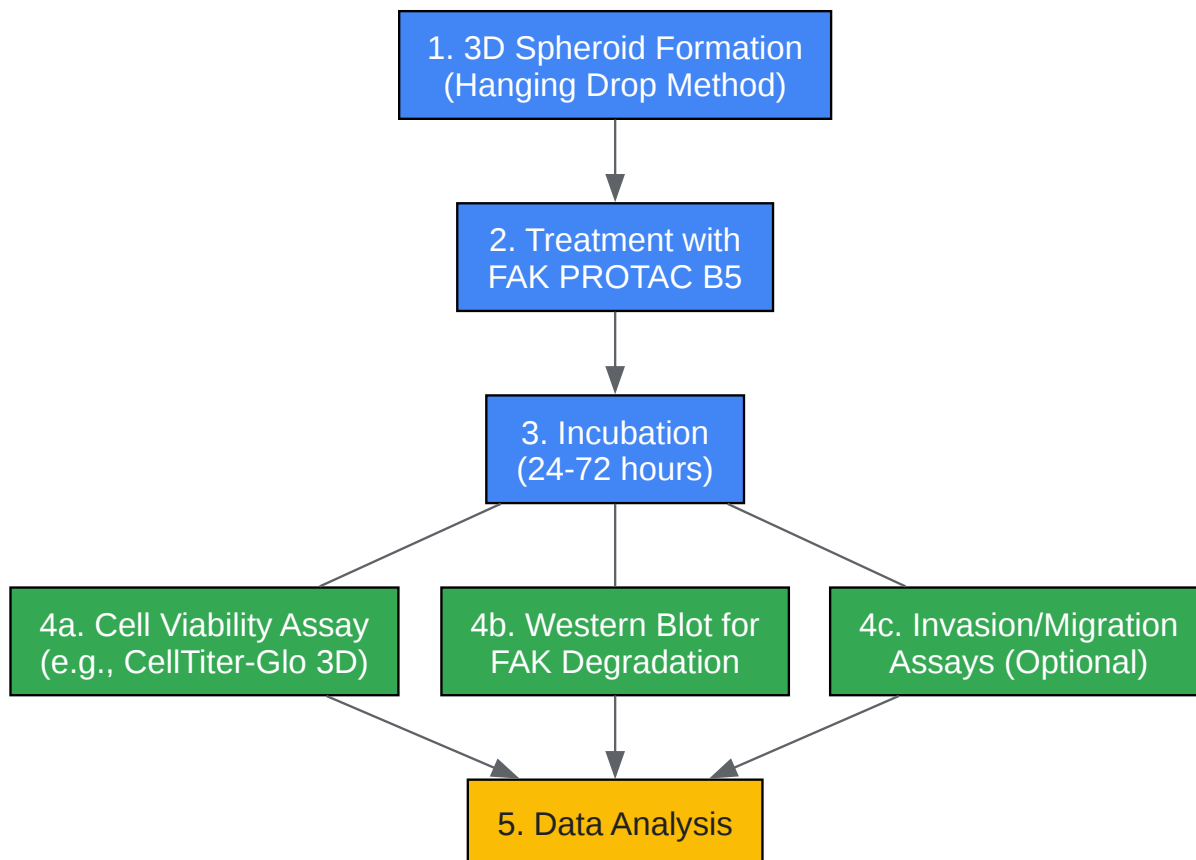 1. 3D Spheroid Formation
(Hanging Drop Method)
2. Treatment with
FAK PROTAC B5
3. Incubation
(24-72 hours)
4a. Cell Viability Assay
(e.g., CellTiter-Glo 3D)
4b. Western Blot for
FAK Degradation
4c. Invasion/Migration
Assays (Optional)
5. Data Analysis